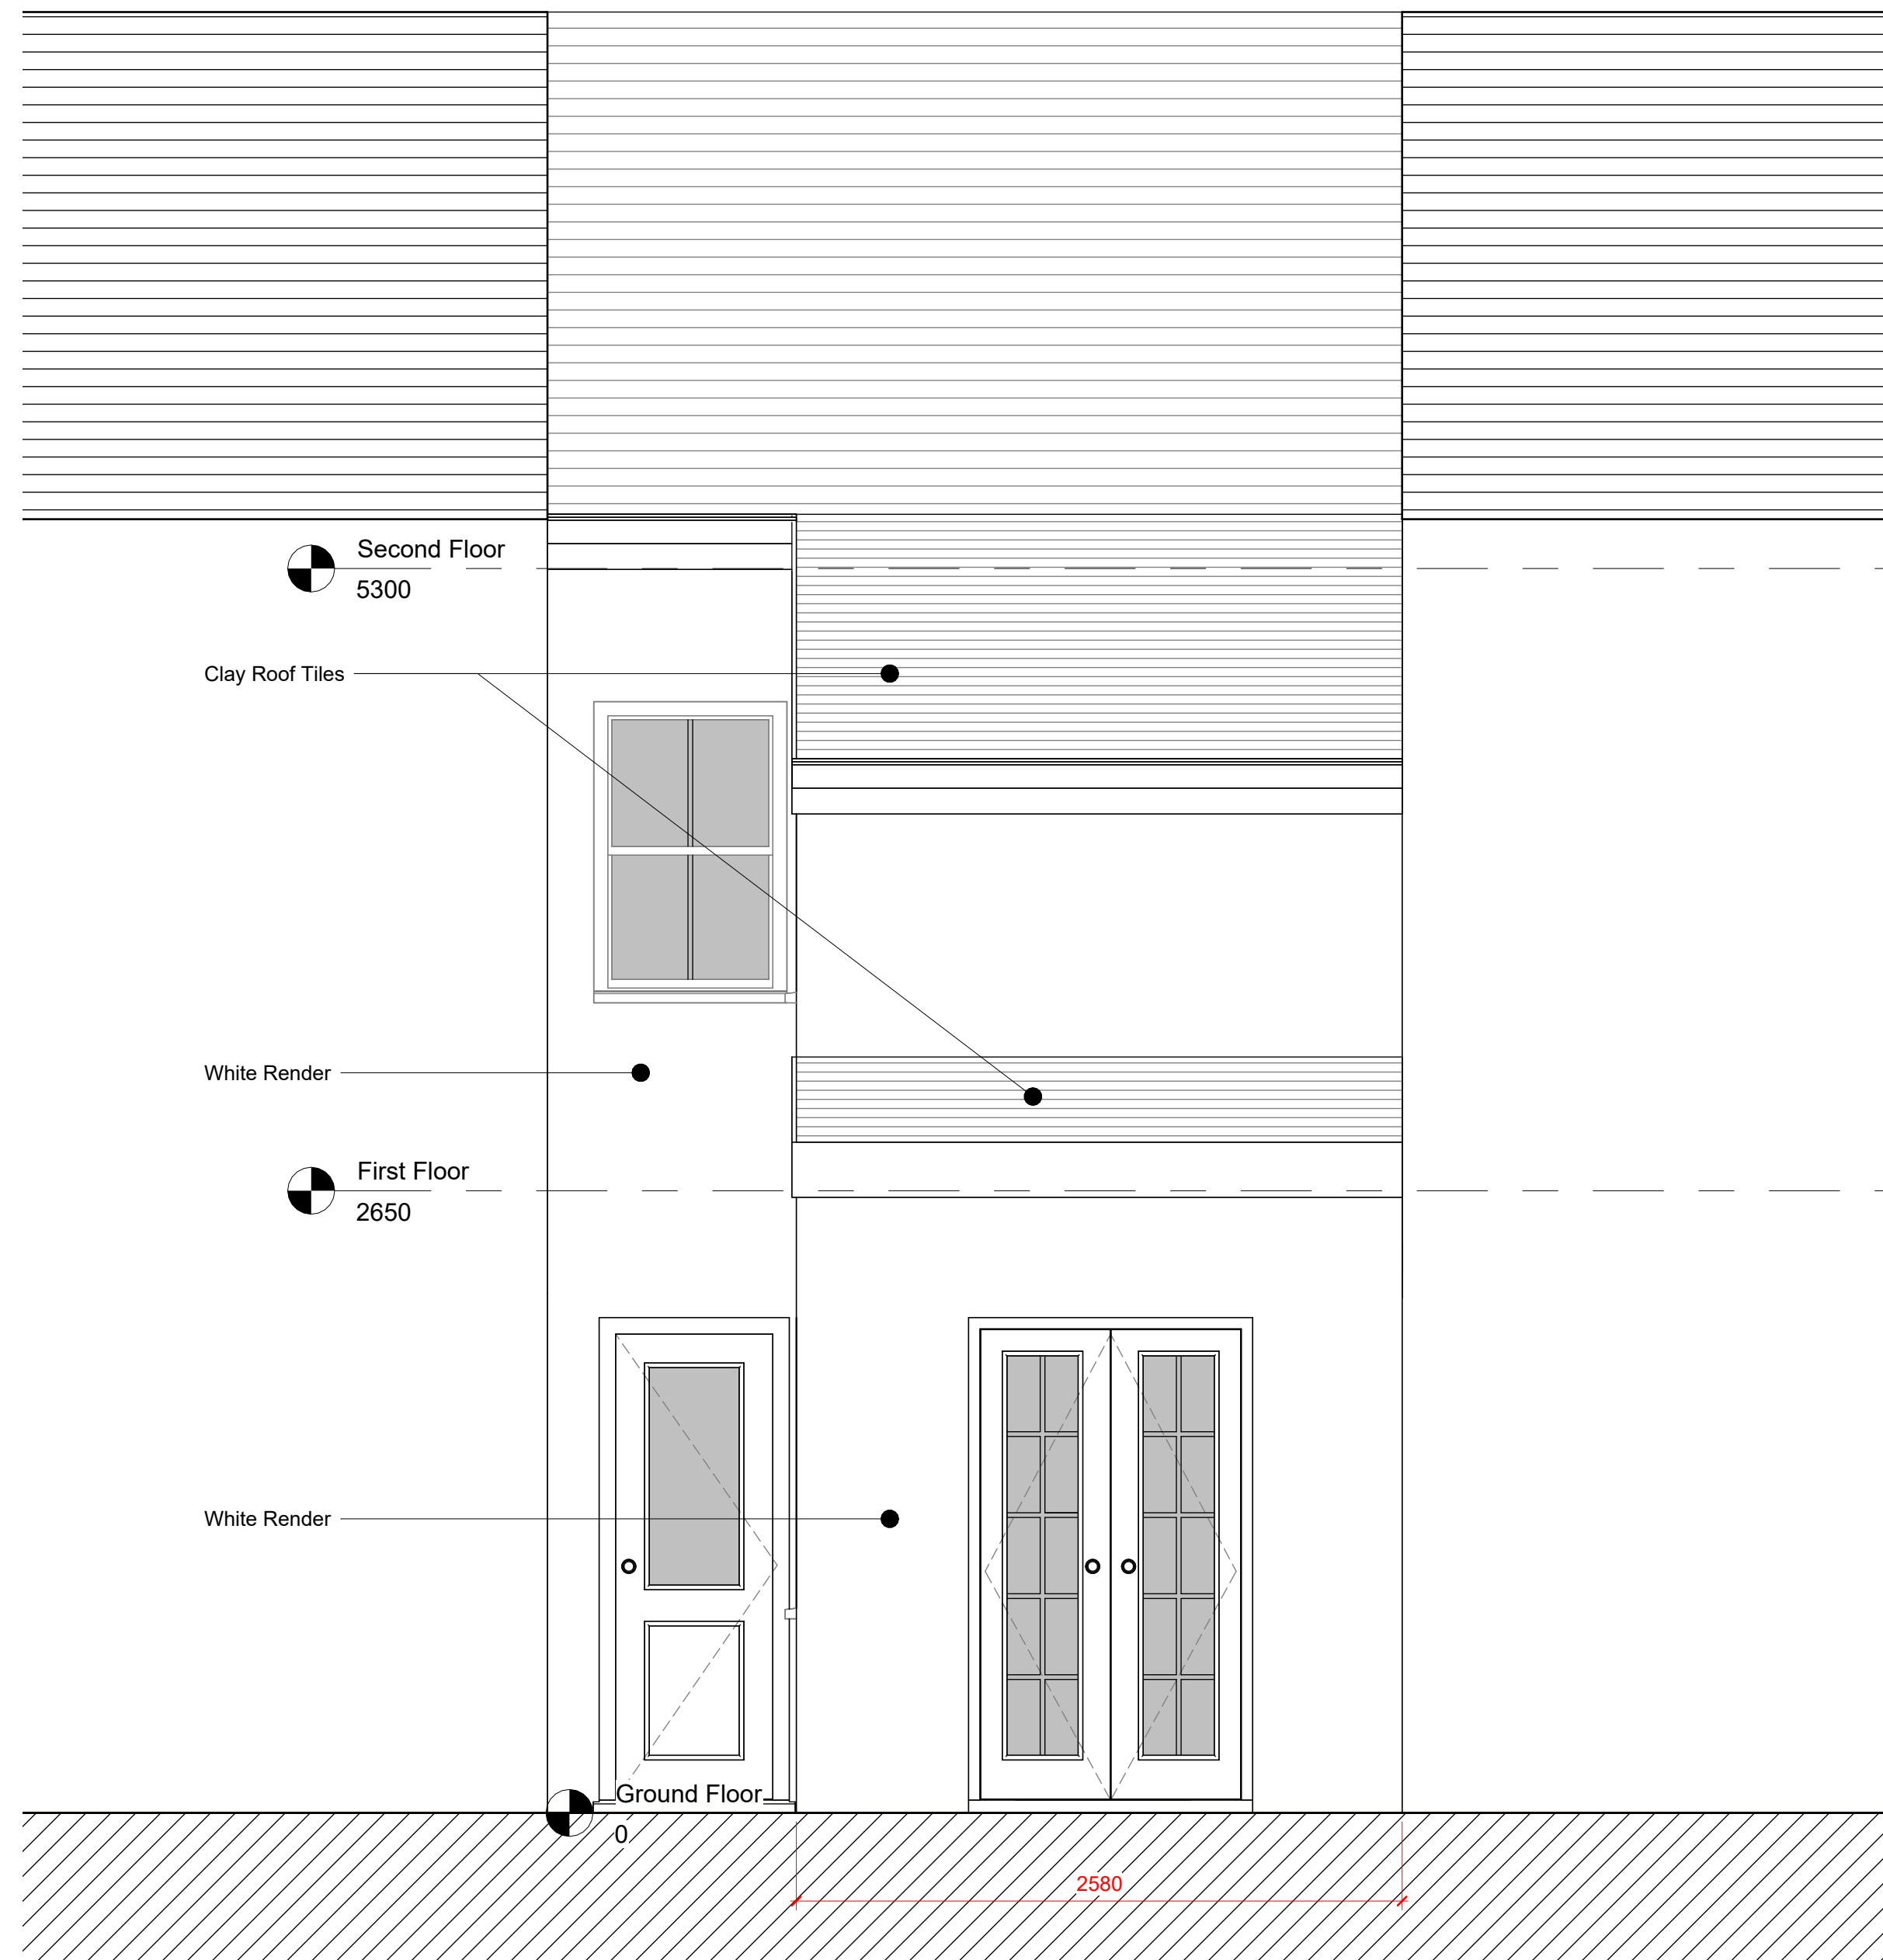 Second Floor
5300
Clay Roof Tiles
White Render
First Floor
2650
White Render
Ground Floor
0
2580